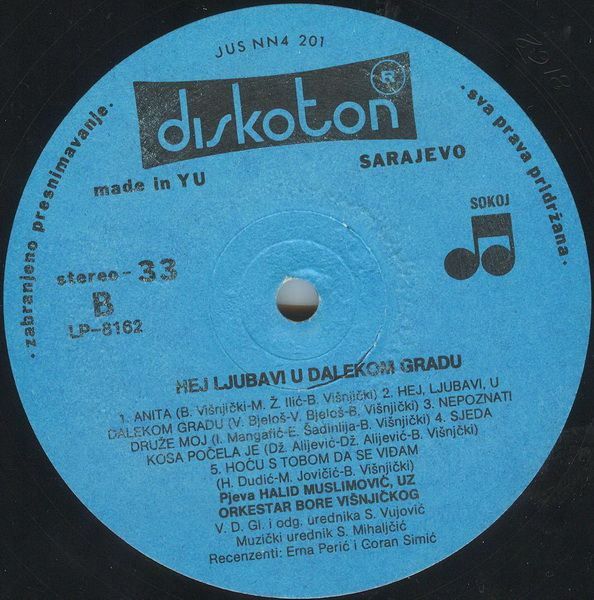 JUS NN4 201
diskoton ®
SARAJEVO
made in YU
· zabranjeno presnimavanje ·
· sva prava pridržana ·
SOKOJ
stereo - 33
B
LP-8162
HEJ LJUBAVI U DALEKOM GRADU
1. ANITA (B. Višnjički-M. Ž. Ilić-B. Višnjički) 2. HEJ, LJUBAVI, U
DALEKOM GRADU (V. Bjeloš-V. Bjeloš-B. Višnjički) 3. NEPOZNATI
DRUŽE MOJ (I. Mangafić-E. Šadinlija-B. Višnjički) 4. SJEDA
KOSA POČELA JE (Dž. Alijević-Dž. Alijević-B. Višnjčki)
5. HOĆU S TOBOM DA SE VIĐAM
(H. Dudić-M. Jovičić-B. Višnjički)
Pjeva HALID MUSLIMOVIĆ, UZ
ORKESTAR BORE VIŠNJIČKOG
V. D. Gl. i odg. urednika S. Vujović
Muzički urednik S. Mihaljčić
Recenzenti: Erna Perić i Goran Simić